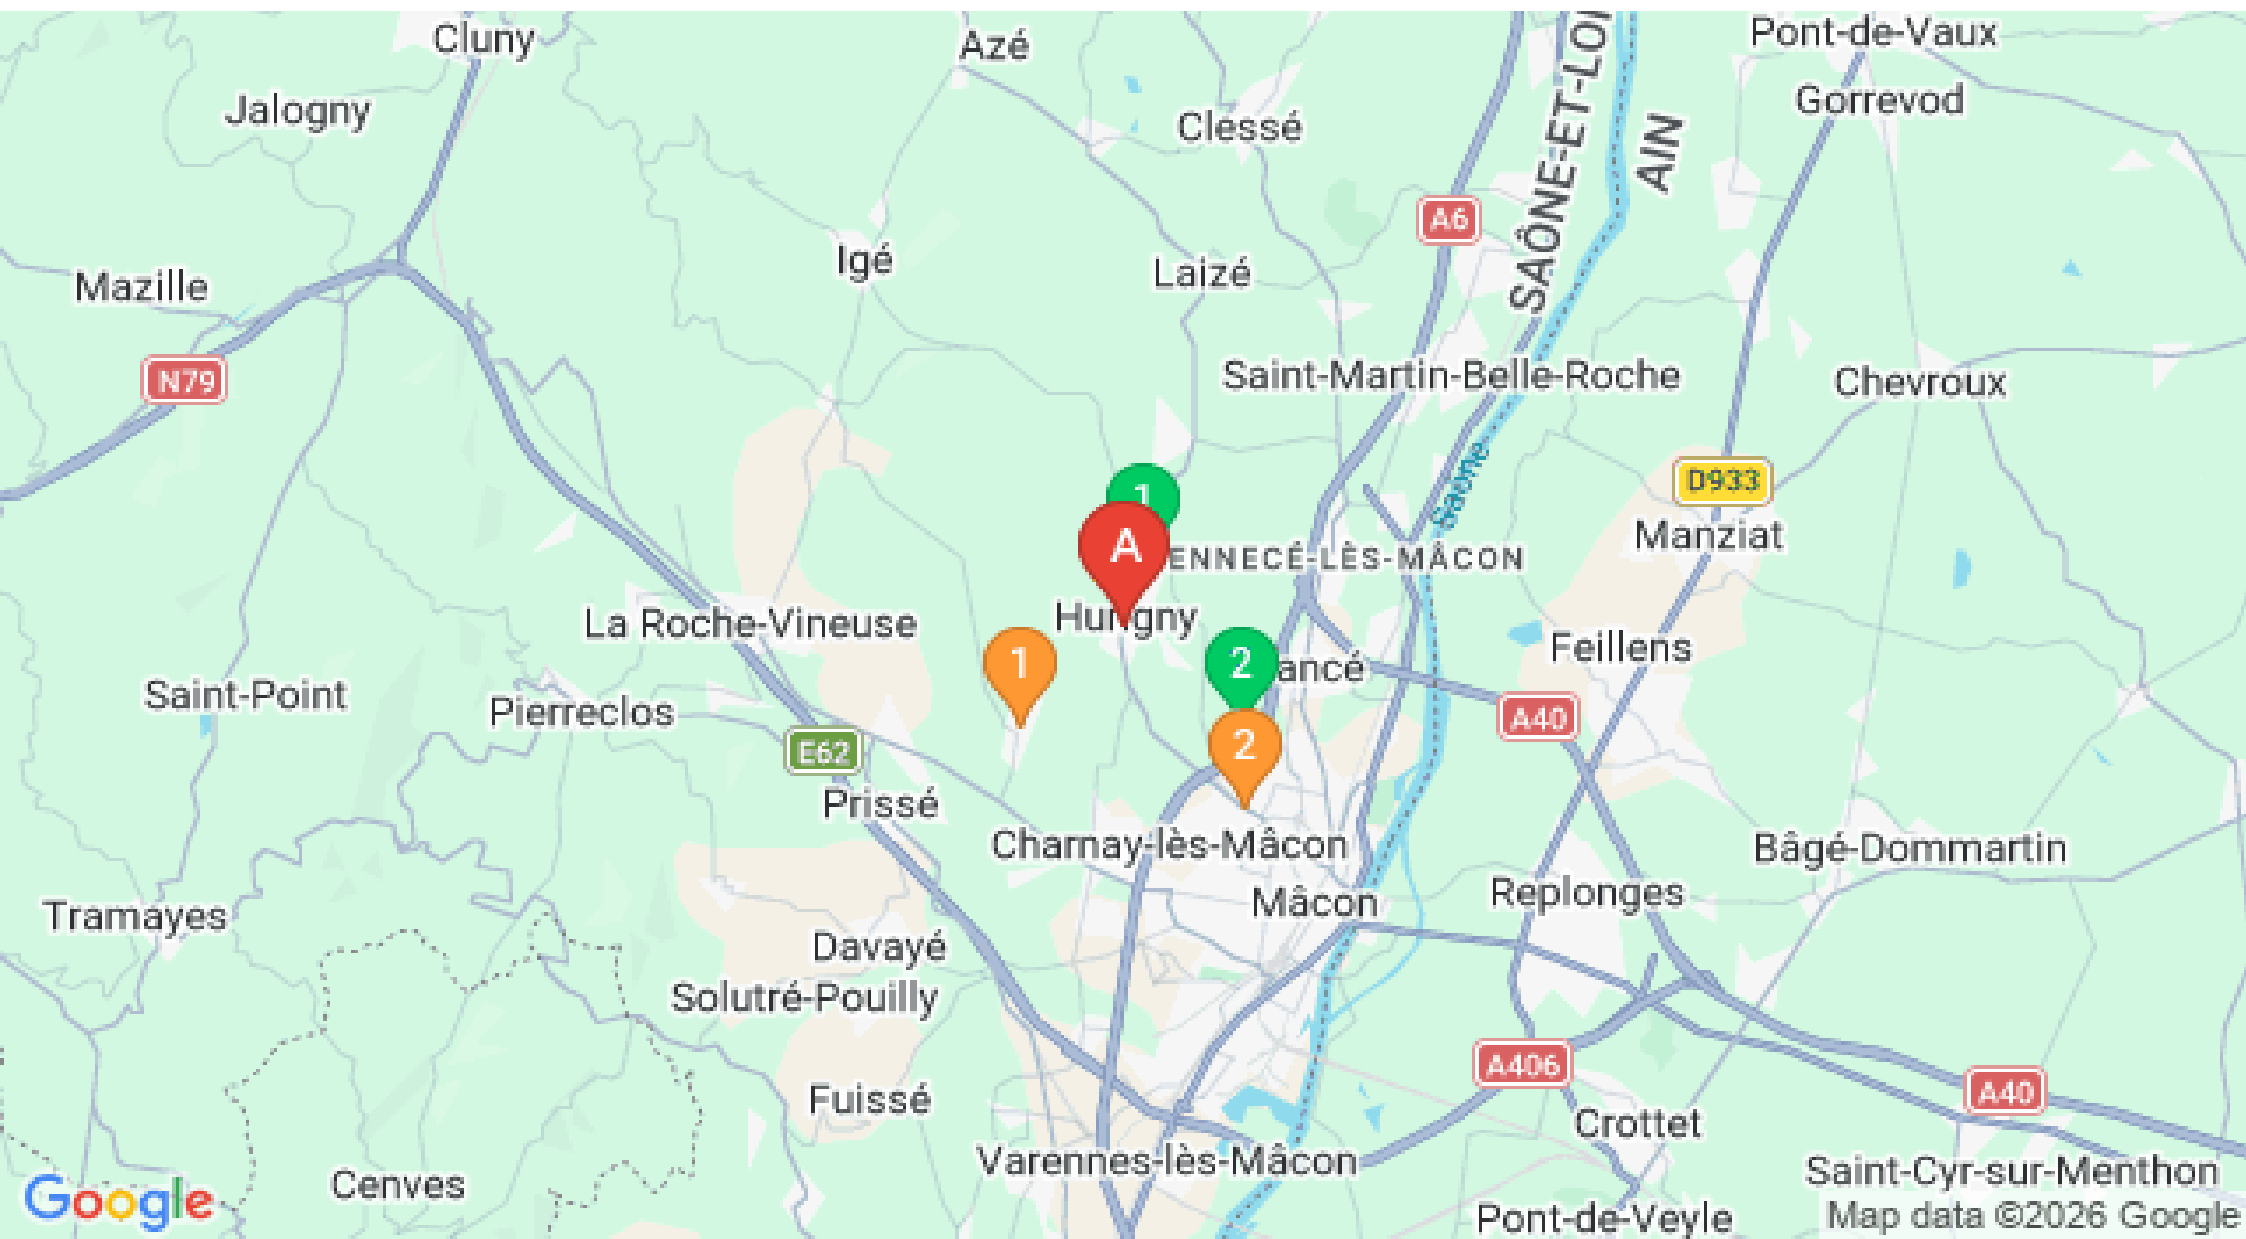 Cluny
Azé
Pont-de-Vaux
Jalogny
Clessé
Gorrevod
SAÔNE-ET-LOI
AIN
A6
Igé
Laizé
Mazille
N79
Saint-Martin-Belle-Roche
Chevroux
Saône
D933
1
A
ENNECÉ-LÈS-MÂCON
Manziat
La Roche-Vineuse
Hurigny
Feillens
1
2
ancé
Saint-Point
Pierreclos
A40
E62
2
Prissé
Charnay-lès-Mâcon
Bâgé-Dommartin
Mâcon
Replonges
Tramayes
Davayé
Solutré-Pouilly
A406
A40
Fuissé
Crottet
Varennes-lès-Mâcon
Cenves
Saint-Cyr-sur-Menthon
Google
Pont-de-Veyle
Map data ©2026 Google